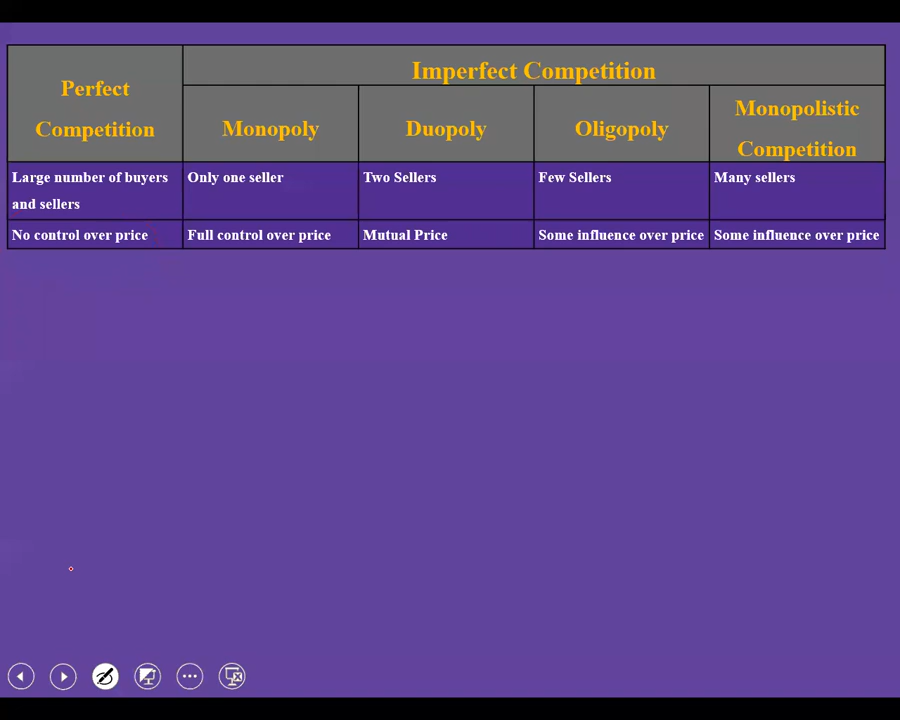 Perfect
Competition
Imperfect Competition
Monopoly
Duopoly
Oligopoly
Monopolistic
Competition
Large number of buyers
and sellers
Only one seller
Two Sellers
Few Sellers
Many sellers
No control over price
Full control over price
Mutual Price
Some influence over price
Some influence over price